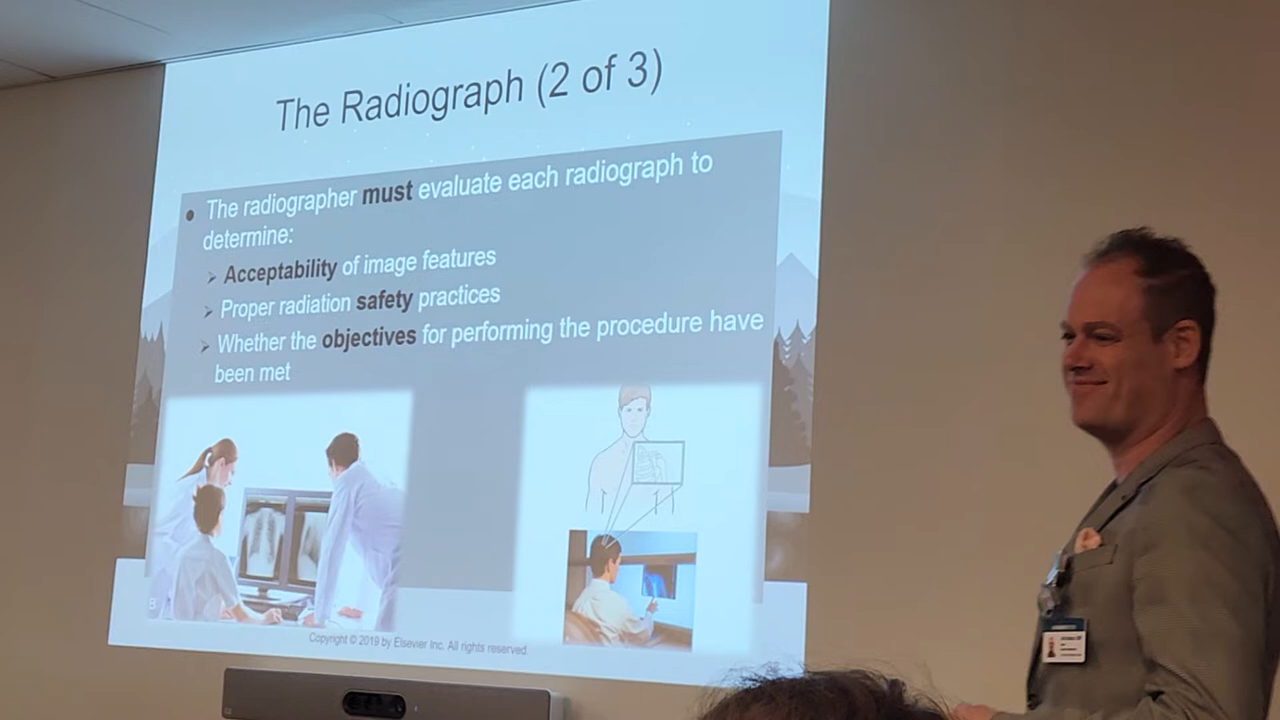 The Radiograph (2 of 3)
• The radiographer must evaluate each radiograph to
determine:
➢ Acceptability of image features
➢ Proper radiation safety practices
➢ Whether the objectives for performing the procedure have
been met
Copyright © 2019 by Elsevier Inc. All rights reserved